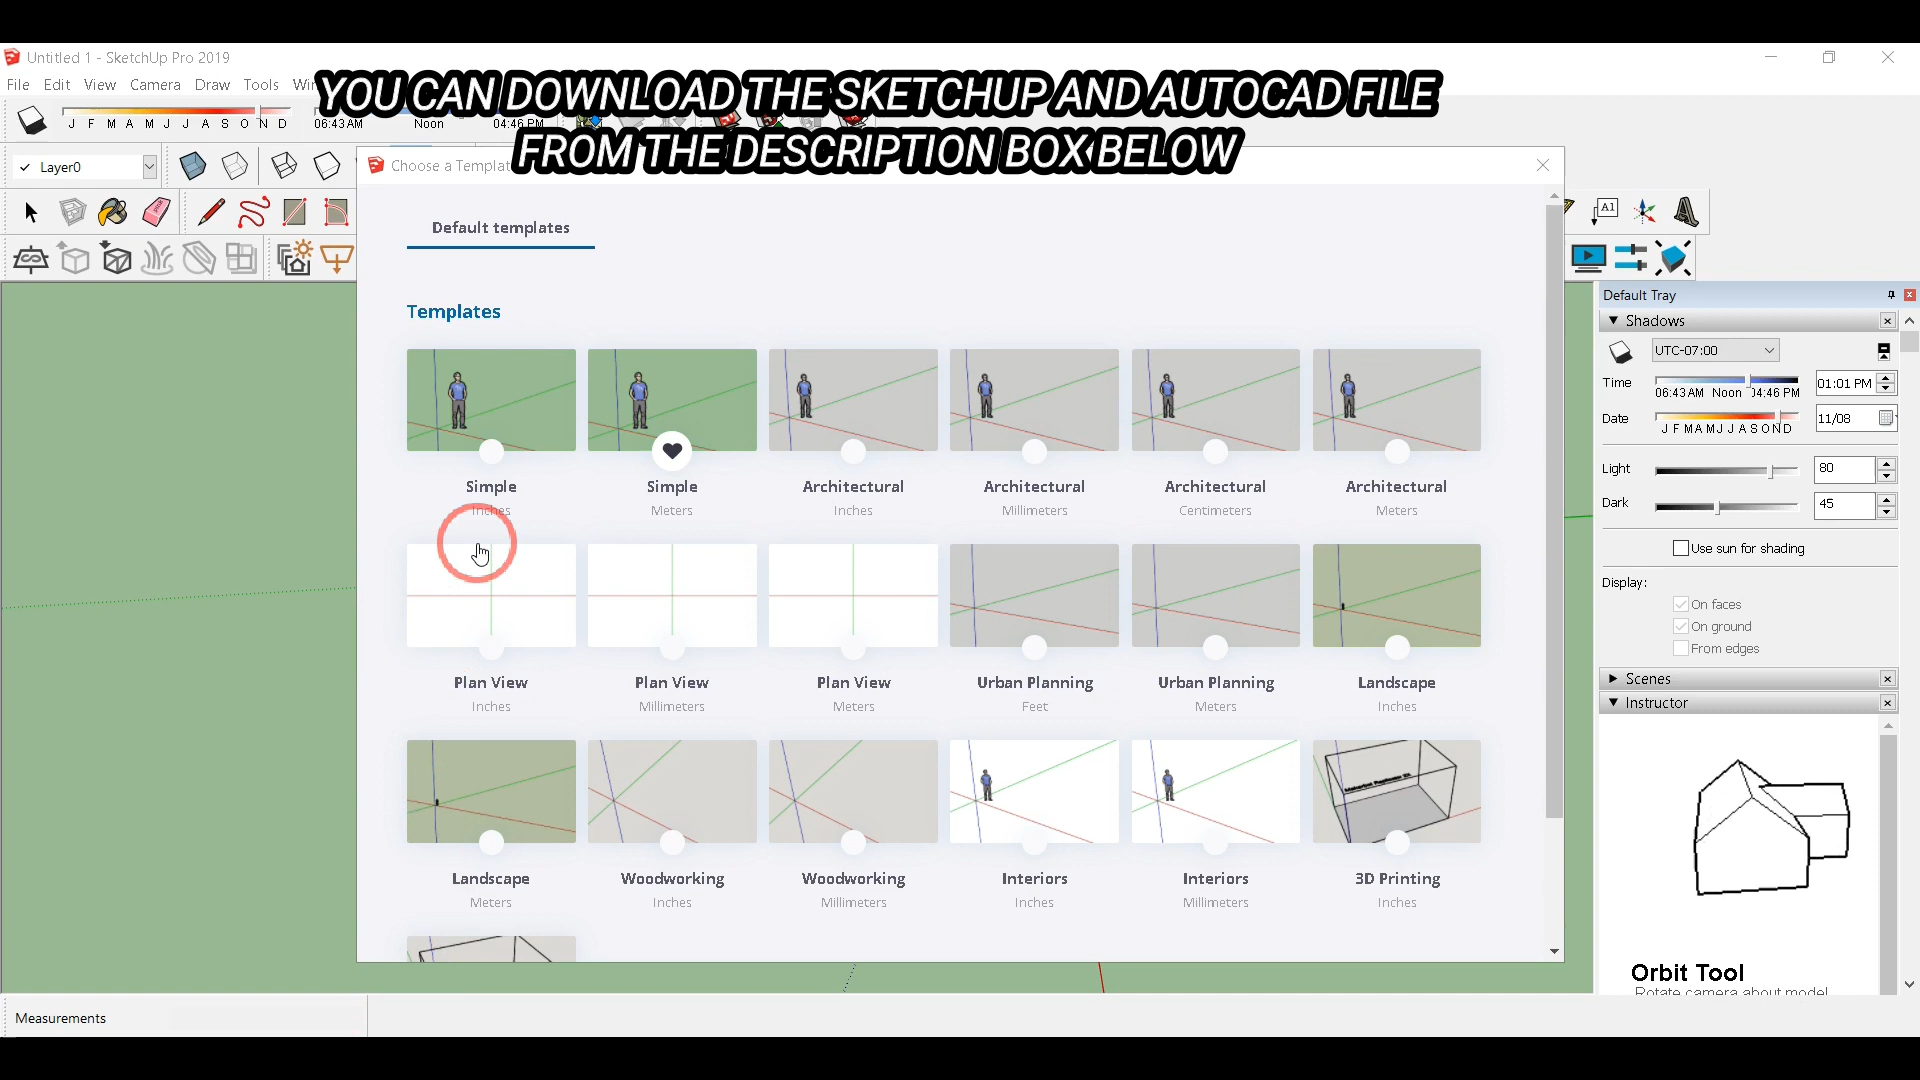 Untitled 1 - SketchUp Pro 2019
File Edit View Camera Draw Tools
YOU CAN DOWNLOAD THE SKETCHUP AND AUTOCAD FILE
FROM THE DESCRIPTION BOX BELOW
J F M A M J J A S O N D
06:43 AM Noon 04:46 PM
Layer0
Choose a Templat
A1
Default templates
Templates
Simple
Inches
Simple
Meters
Architectural
Inches
Architectural
Millimeters
Architectural
Centimeters
Architectural
Meters
Plan View
Inches
Plan View
Millimeters
Plan View
Meters
Urban Planning
Feet
Urban Planning
Meters
Landscape
Inches
Landscape
Meters
Woodworking
Inches
Woodworking
Millimeters
Interiors
Inches
Interiors
Millimeters
3D Printing
Inches
Default Tray
Shadows
UTC-07:00
Time
06:43 AM Noon 04:46 PM
01:01 PM
Date
J F M A M J J A S O N D
11/08
Light
80
Dark
45
Use sun for shading
Display:
On faces
On ground
From edges
Scenes
Instructor
Orbit Tool
Rotate camera about model
Measurements